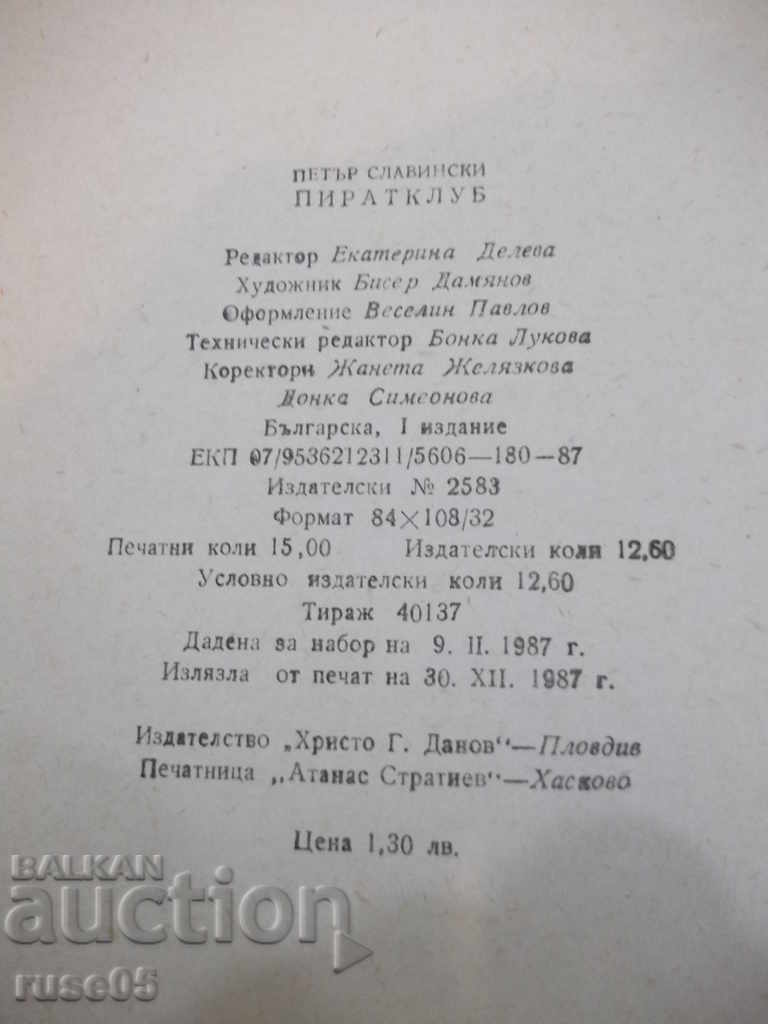 ПЕТЪР СЛАВИНСКИ
ПИРАТКЛУБ
Редактор Екатерина Делева
Художник Бисер Дамянов
Оформление Веселин Павлов
Технически редактор Бонка Лукова
Коректори Жанета Желязкова
Донка Симеонова
Българска, I издание
ЕКП 07/9536212311/5606—180—87
Издателски № 2583
Формат 84×108/32
Печатни коли 15,00 Издателски коли 12,60
Условно издателски коли 12,60
Тираж 40137
Дадена за набор на 9. II. 1987 г.
Излязла от печат на 30. XII. 1987 г.
Издателство „Христо Г. Данов“—Пловдив
Печатница „Атанас Стратиев“—Хасково
Цена 1,30 лв.
BALKAN
auction
ruse05